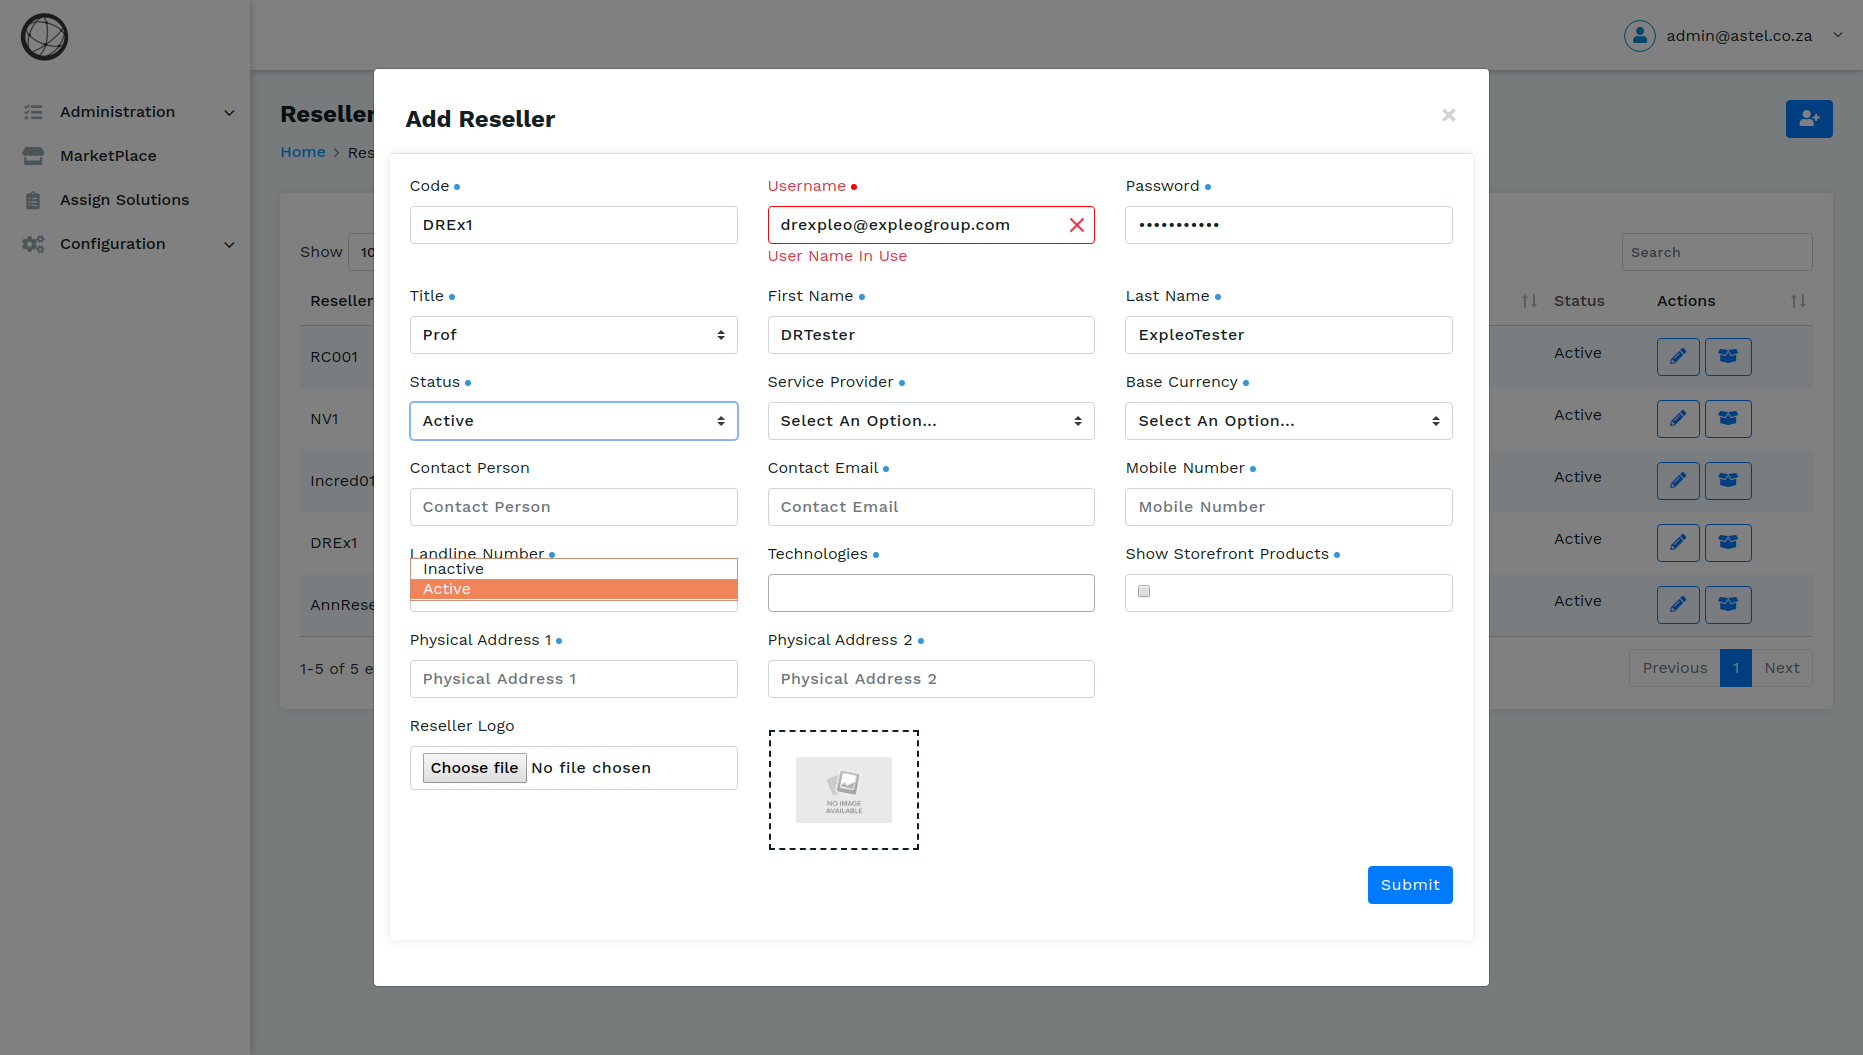 admin@astel.co.za
Administration
MarketPlace
Assign Solutions
Configuration
Reseller
Home > Res
Show 10
Search
Reseller
Status
Actions
RC001
Active
NV1
Active
Incred01
Active
DREx1
Active
AnnRese
Active
1-5 of 5 e
Previous 1 Next
Add Reseller
×
Code
Username
Password
DREx1
drexpleo@expleogroup.com
•••••••••••
User Name In Use
Title
First Name
Last Name
Prof
DRTester
ExpleoTester
Status
Service Provider
Base Currency
Active
Select An Option...
Select An Option...
Contact Person
Contact Email
Mobile Number
Contact Person
Contact Email
Mobile Number
Landline Number
Technologies
Show Storefront Products
Inactive
Active
Physical Address 1
Physical Address 2
Physical Address 1
Physical Address 2
Reseller Logo
Choose file No file chosen
NO IMAGE
AVAILABLE
Submit